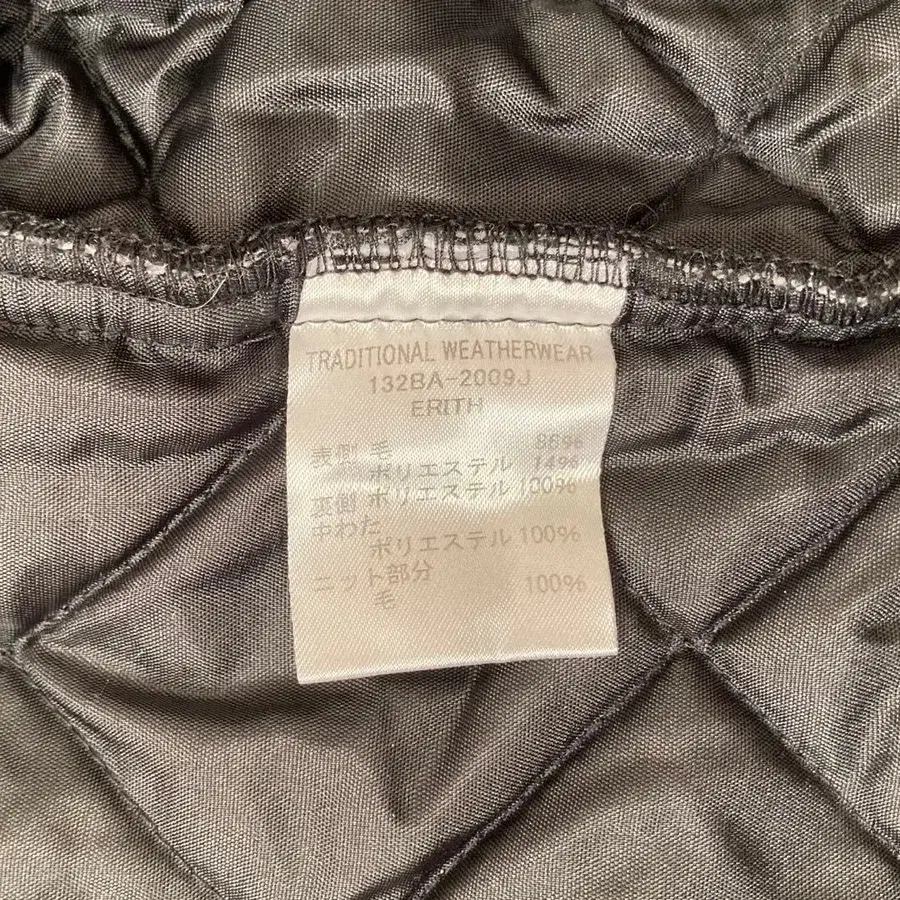 TRADITIONAL WEATHERWEAR
132BA-2009J
ERITH
表側 毛 86%
ポリエステル 14%
裏側 ポリエステル 100%
中わた
ポリエステル 100%
ニット部分
毛 100%